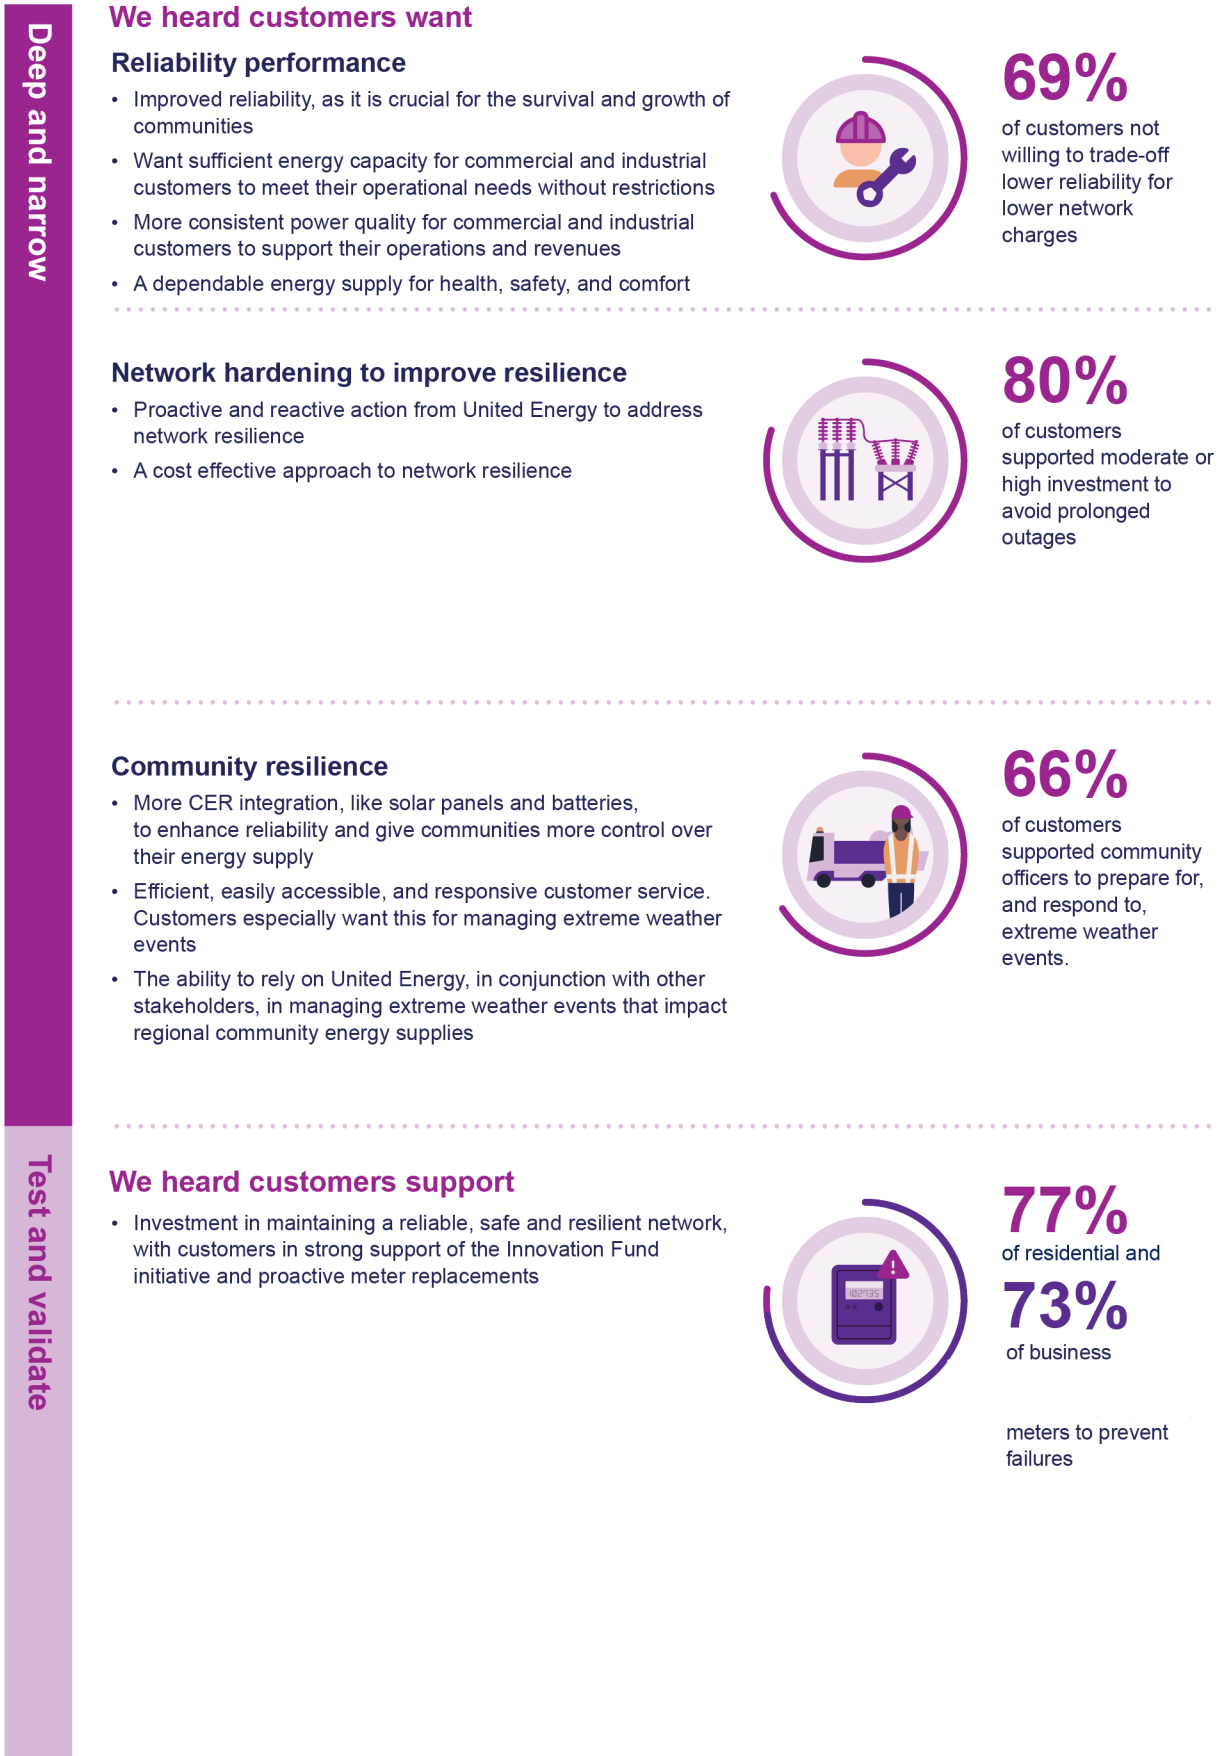 Deep and narrow
We heard customers want
Reliability performance
• Improved reliability, as it is crucial for the survival and growth of
communities
• Want sufficient energy capacity for commercial and industrial
customers to meet their operational needs without restrictions
• More consistent power quality for commercial and industrial
customers to support their operations and revenues
• A dependable energy supply for health, safety, and comfort
69%
of customers not
willing to trade-off
lower reliability for
lower network
charges
Network hardening to improve resilience
• Proactive and reactive action from United Energy to address
network resilience
• A cost effective approach to network resilience
80%
of customers
supported moderate or
high investment to
avoid prolonged
outages
Community resilience
• More CER integration, like solar panels and batteries,
to enhance reliability and give communities more control over
their energy supply
• Efficient, easily accessible, and responsive customer service.
Customers especially want this for managing extreme weather
events
• The ability to rely on United Energy, in conjunction with other
stakeholders, in managing extreme weather events that impact
regional community energy supplies
66%
of customers
supported community
officers to prepare for,
and respond to,
extreme weather
events.
Test and validate
We heard customers support
• Investment in maintaining a reliable, safe and resilient network,
with customers in strong support of the Innovation Fund
initiative and proactive meter replacements
102735
77%
of residential and
73%
of business
meters to prevent
failures